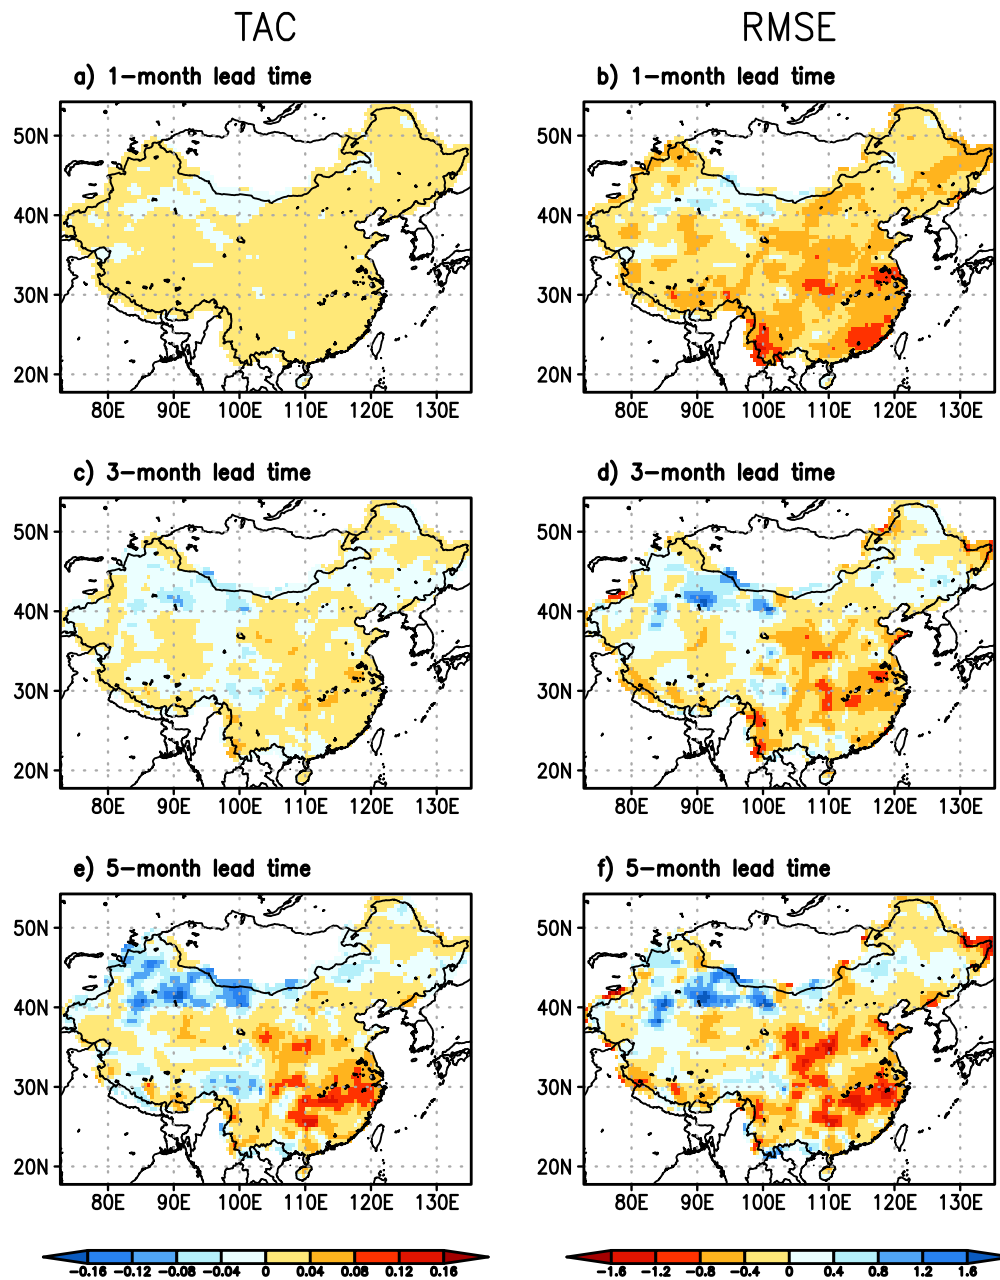 TAC RMSE
a) 1-month lead time b) 1-month lead time
50N 50N
40N 40N
30N 30N
20N 20N
80E 90E 100E 110E 120E 130E 80E 90E 100E 110E 120E 130E
c) 3-month lead time d) 3-month lead time
50N 50N
40N 40N
30N 30N
20N 20N
80E 90E 100E 110E 120E 130E 80E 90E 100E 110E 120E 130E
e) 5-month lead time f) 5-month lead time
50N 50N
40N 40N
30N 30N
20N 20N
80E 90E 100E 110E 120E 130E 80E 90E 100E 110E 120E 130E
-0.16 -0.12 -0.08 -0.04 0 0.04 0.08 0.12 0.16 -1.6 -1.2 -0.8 -0.4 0 0.4 0.8 1.2 1.6